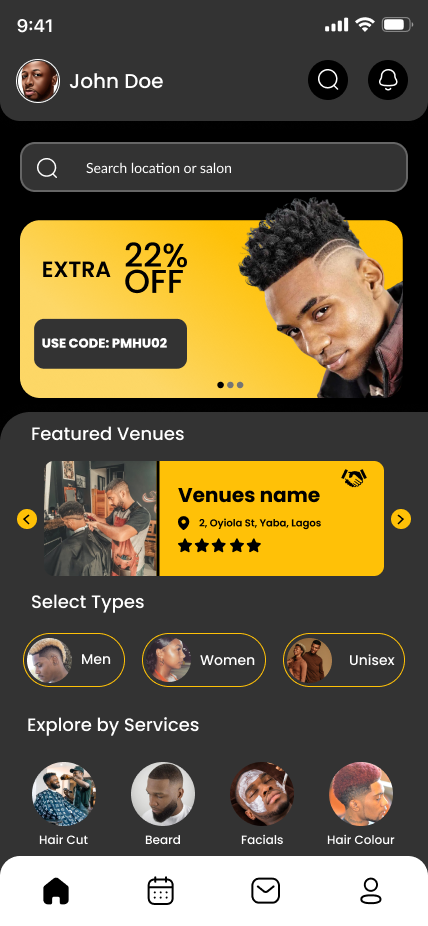 9:41
John Doe
Search location or salon
EXTRA
22%
OFF
USE CODE: PMHU02
Featured Venues
Venues name
2, Oyiola St, Yaba, Lagos
Select Types
Men
Women
Unisex
Explore by Services
Hair Cut
Beard
Facials
Hair Colour